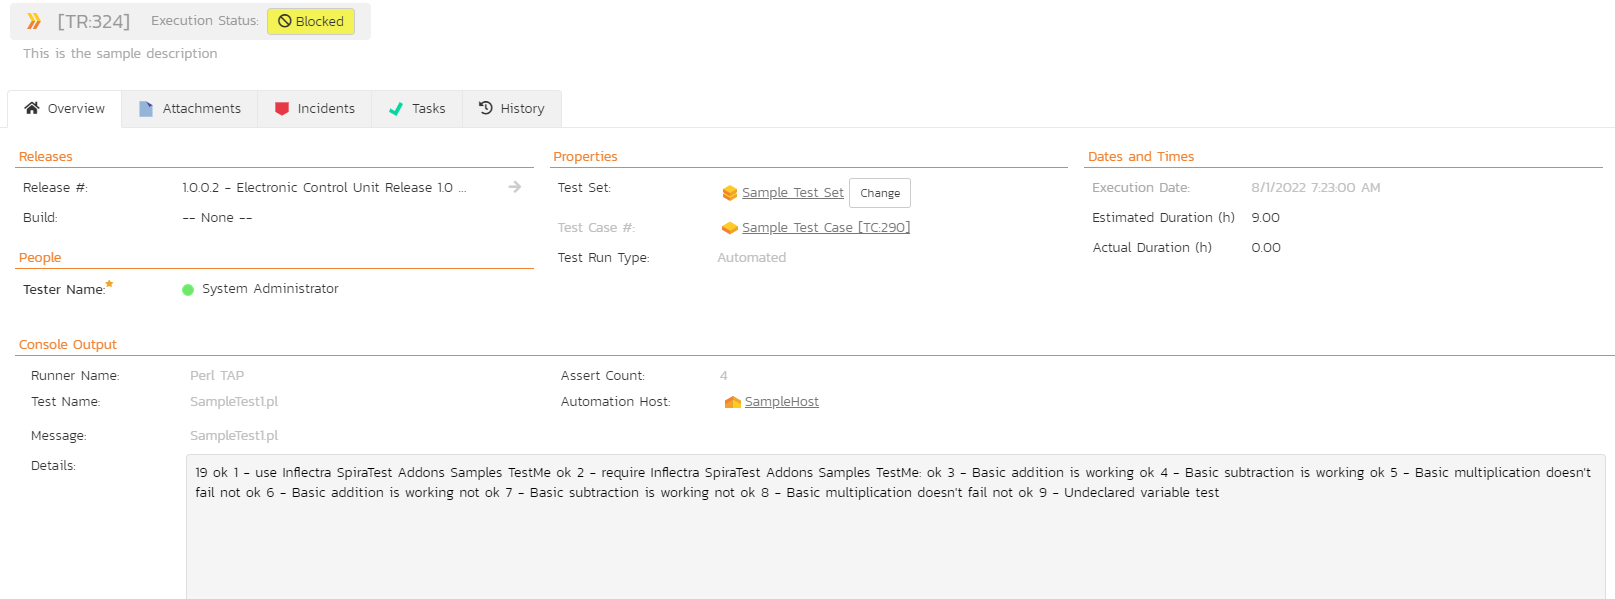 [TR:324] Execution Status: Blocked
This is the sample description
Overview Attachments Incidents Tasks History
Releases
Release #: 1.0.0.2 - Electronic Control Unit Release 1.0 ...
Build: -- None --
People
Tester Name: System Administrator
Properties
Test Set: Sample Test Set Change
Test Case #: Sample Test Case [TC:290]
Test Run Type: Automated
Dates and Times
Execution Date: 8/1/2022 7:23:00 AM
Estimated Duration (h) 9.00
Actual Duration (h) 0.00
Console Output
Runner Name: Perl TAP Assert Count: 4
Test Name: SampleTest1.pl Automation Host: SampleHost
Message: SampleTest1.pl
Details:
19 ok 1 - use Inflectra SpiraTest Addons Samples TestMe ok 2 - require Inflectra SpiraTest Addons Samples TestMe: ok 3 - Basic addition is working ok 4 - Basic subtraction is working ok 5 - Basic multiplication doesn't
fail not ok 6 - Basic addition is working not ok 7 - Basic subtraction is working not ok 8 - Basic multiplication doesn't fail not ok 9 - Undeclared variable test